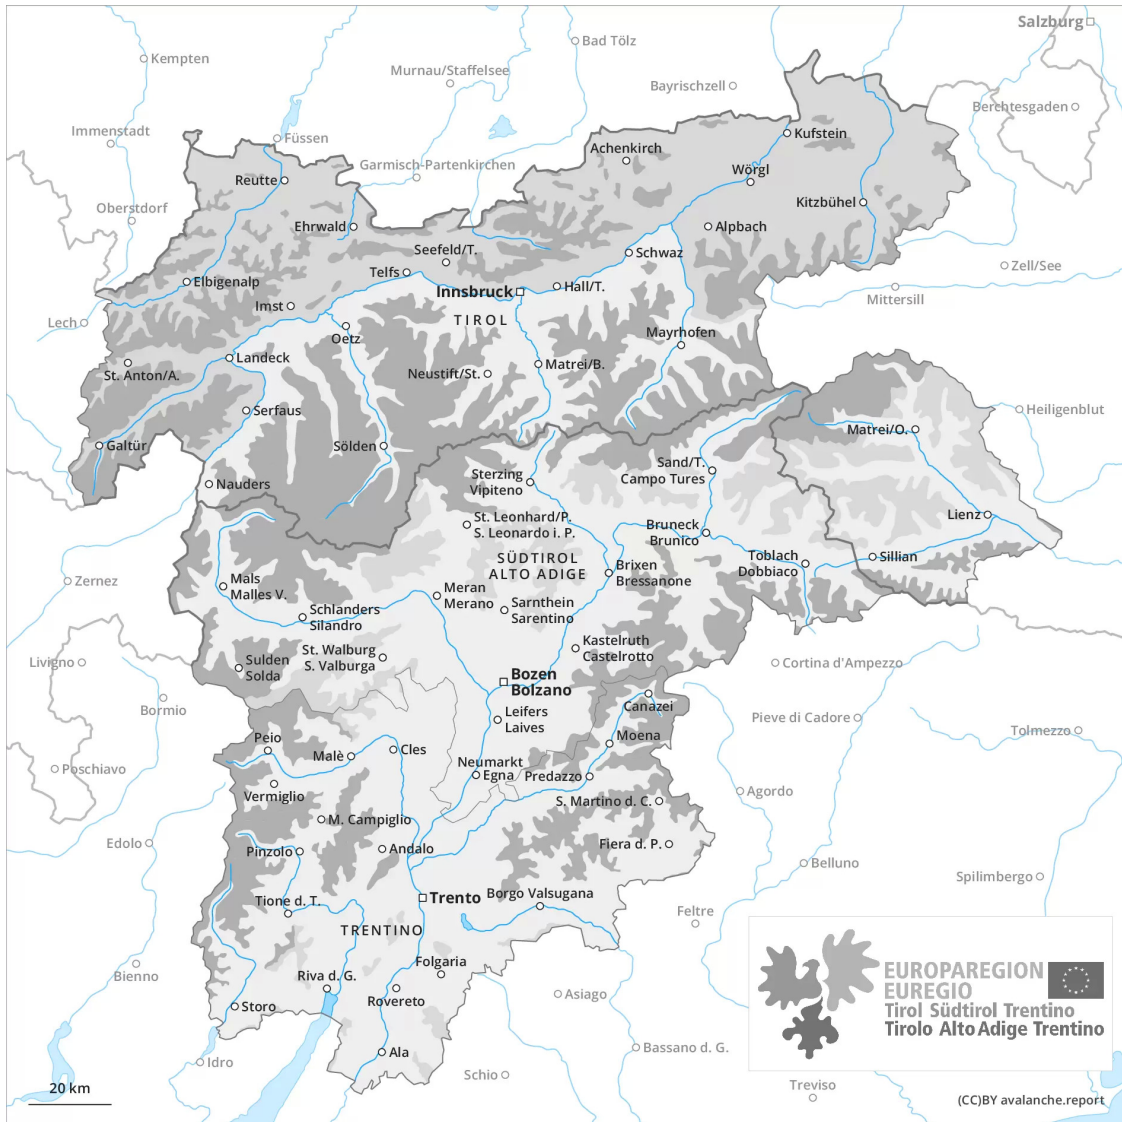 Salzburg
Bad Tölz
Kempten
Murnau/Staffelsee
Bayrischzell
Berchtesgaden
Immenstadt
Füssen
Kufstein
Achenkirch
Garmisch-Partenkirchen
Wörgl
Reutte
Oberstdorf
Kitzbühel
Ehrwald
Alpbach
Seefeld/T.
Schwaz
Telfs
Zell/See
Elbigenalp
Hall/T.
Innsbruck
Mittersill
Imst
Lech
TIROL
Mayrhofen
Oetz
Landeck
Matrei/B.
St. Anton/A.
Neustift/St.
Serfaus
Heiligenblut
Matrei/O.
Galtür
Sölden
Sand/T.
Campo Tures
Sterzing
Vipiteno
Nauders
Lienz
St. Leonhard/P.
S. Leonardo i. P.
Bruneck
Brunico
SÜDTIROL
ALTO ADIGE
Toblach
Dobbiaco
Sillian
Brixen
Bressanone
Zernez
Mals
Malles V.
Meran
Merano
Sarnthein
Sarentino
Schlanders
Silandro
St. Walburg
S. Valburga
Kastelruth
Castelrotto
Livigno
Sulden
Solda
Cortina d'Ampezzo
Bozen
Bolzano
Bormio
Canazei
Leifers
Laives
Pieve di Cadore
Tolmezzo
Peio
Moena
Malè
Cles
Neumarkt
Egna
Predazzo
Poschiavo
Vermiglio
Agordo
S. Martino d. C.
M. Campiglio
Edolo
Pinzolo
Andalo
Fiera d. P.
Belluno
Spilimbergo
Tione d. T.
Trento
Borgo Valsugana
Feltre
TRENTINO
Folgaria
Bienno
Riva d. G.
Rovereto
Asiago
Storo
EUROPAREGION
EUREGIO
Tirol Südtirol Trentino
Tirolo Alto Adige Trentino
Ala
Idro
Bassano d. G.
Schio
Treviso
20 km
(CC)BY avalanche.report